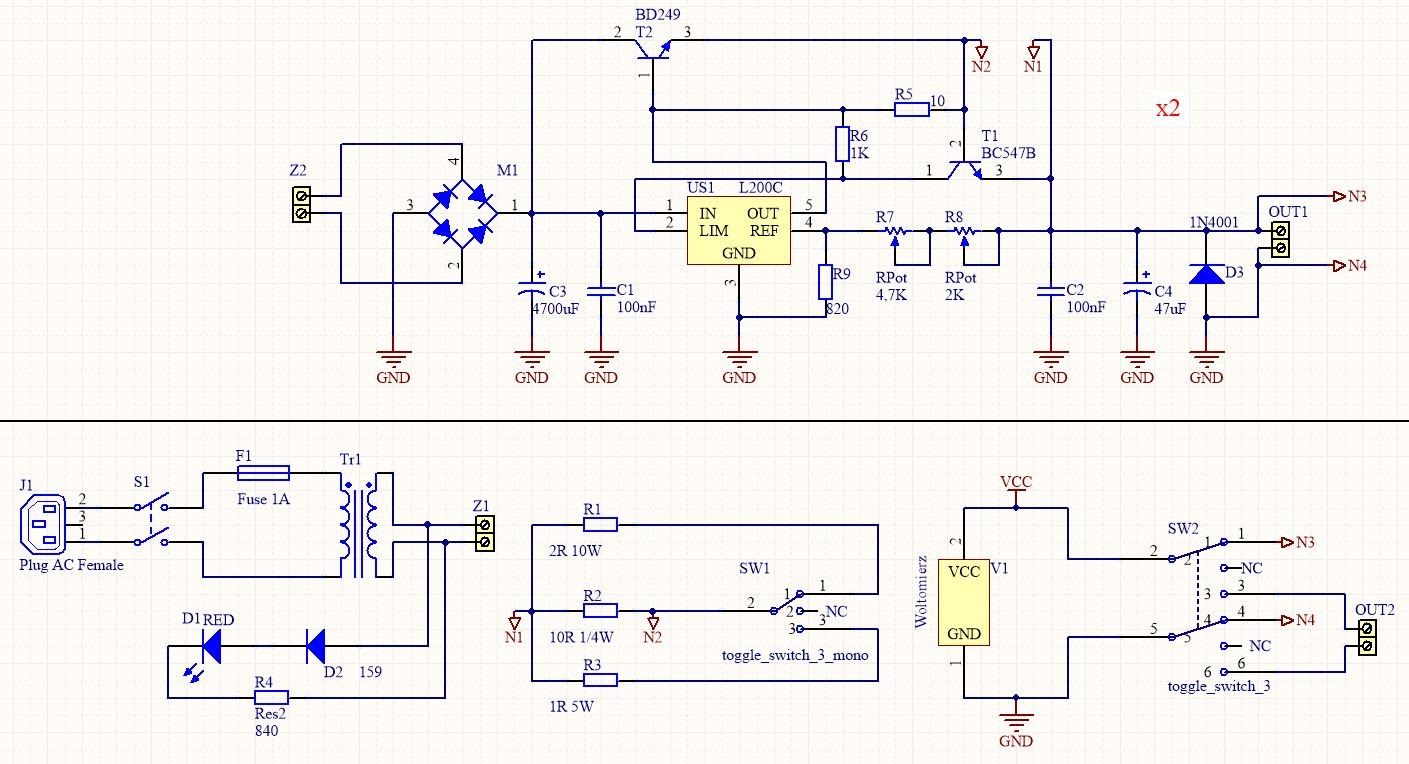 BD249
2 T2 3
1
N2 N1
x2
R5 10
R6
1K
T1
BC547B
2
1 3
Z2
4
M1
3 1
2
US1 L200C
1 IN OUT 5
2 LIM REF 4
GND
3
R7 R8
RPot RPot
4,7K 2K
R9
820
C3
4700uF
C1
100nF
C2
100nF
C4
47uF
1N4001
D3
OUT1
N3
N4
GND GND GND GND GND GND GND
J1
2
3
1
Plug AC Female
S1
F1
Fuse 1A
Tr1
Z1
D1 RED
D2 159
R4
Res2
840
R1
2R 10W
R2
10R 1/4W
R3
1R 5W
N1 N2
SW1
2 1 1
2 NC
3 3
toggle_switch_3_mono
VCC
2
VCC V1
Woltomierz
GND
1
GND
SW2
2 2 1 1 N3
NC
3 3
5 5 4 4 N4
NC
6 6
toggle_switch_3
OUT2